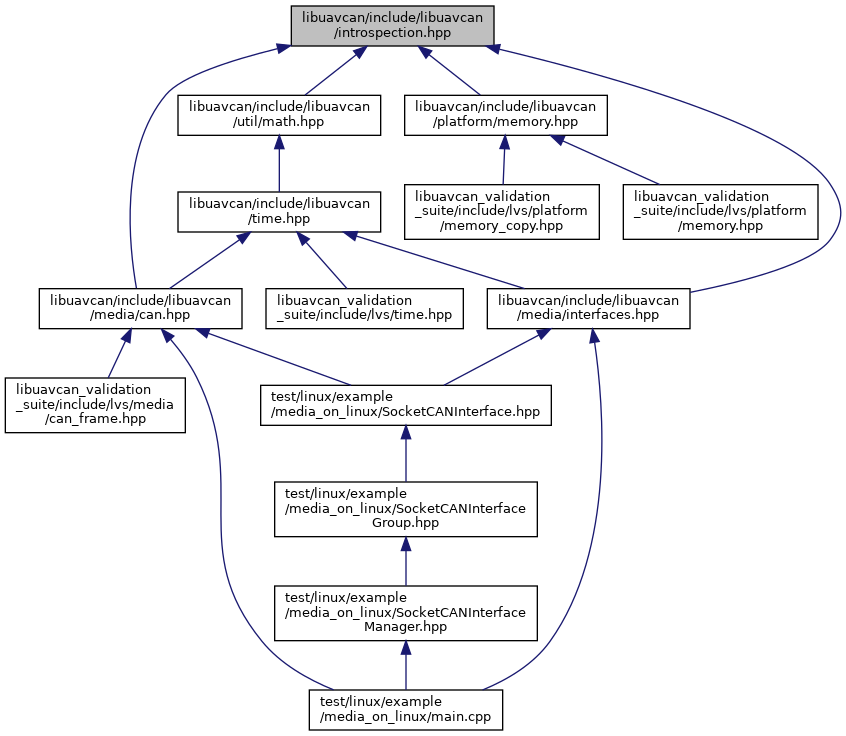 libuavcan/include/libuavcan
/introspection.hpp
libuavcan/include/libuavcan
/util/math.hpp
libuavcan/include/libuavcan
/platform/memory.hpp
libuavcan/include/libuavcan
/time.hpp
libuavcan_validation
_suite/include/lvs/platform
/memory_copy.hpp
libuavcan_validation
_suite/include/lvs/platform
/memory.hpp
libuavcan/include/libuavcan
/media/can.hpp
libuavcan_validation
_suite/include/lvs/time.hpp
libuavcan/include/libuavcan
/media/interfaces.hpp
libuavcan_validation
_suite/include/lvs/media
/can_frame.hpp
test/linux/example
/media_on_linux/SocketCANInterface.hpp
test/linux/example
/media_on_linux/SocketCANInterface
Group.hpp
test/linux/example
/media_on_linux/SocketCANInterface
Manager.hpp
test/linux/example
/media_on_linux/main.cpp